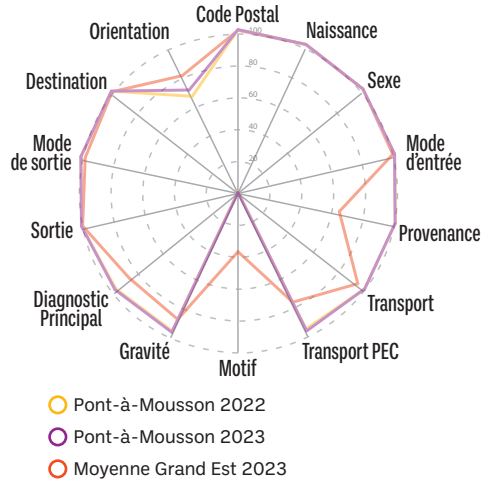 Code Postal
Naissance
Sexe
Mode
d'entrée
Provenance
Transport
Transport PEC
Motif
Gravité
Diagnostic
Principal
Sortie
Mode
de sortie
Destination
Orientation
100
80
60
40
20
Pont-à-Mousson 2022
Pont-à-Mousson 2023
Moyenne Grand Est 2023